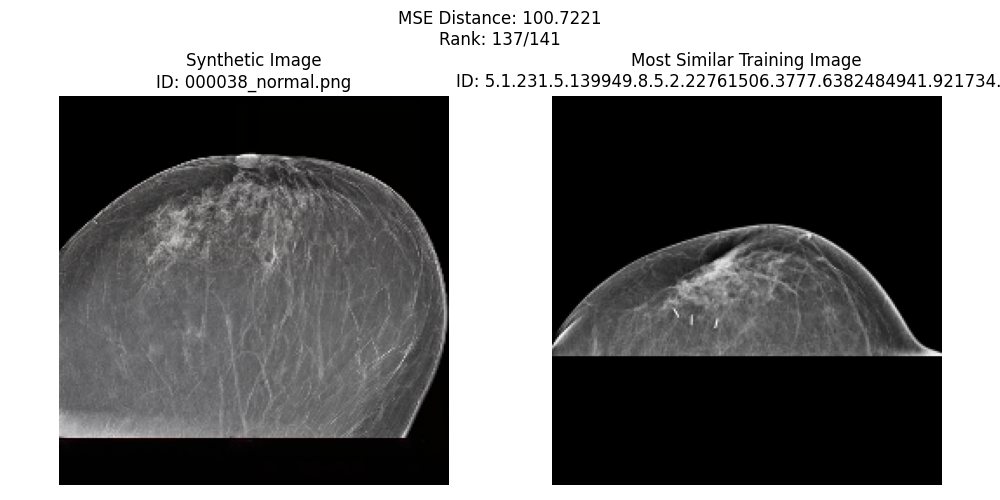 MSE Distance: 100.7221
Rank: 137/141
Synthetic Image
ID: 000038_normal.png
Most Similar Training Image
ID: 5.1.231.5.139949.8.5.2.22761506.3777.6382484941.921734.